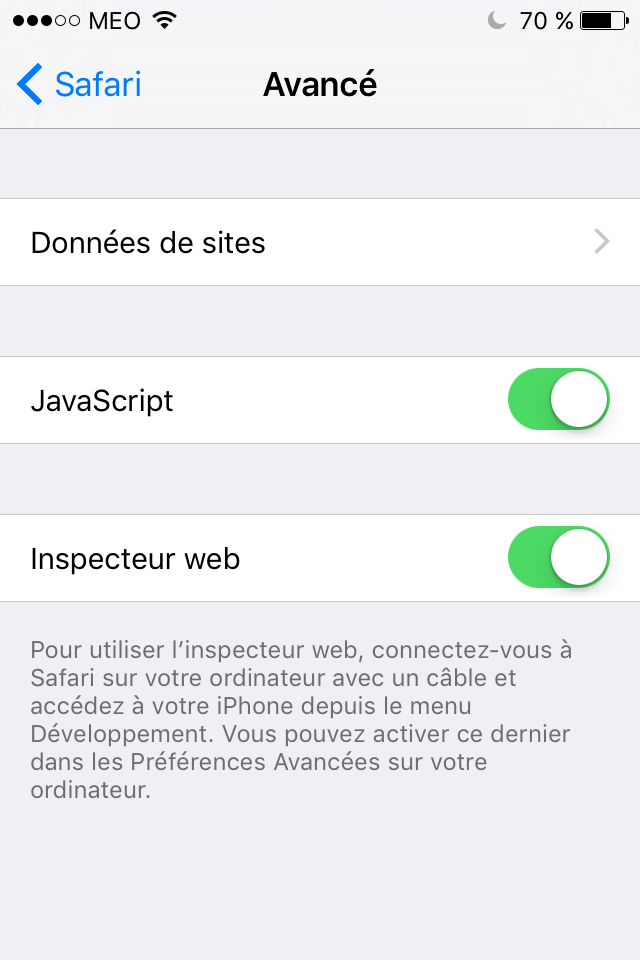 MEO 70 %
Safari Avancé
Données de sites
JavaScript
Inspecteur web
Pour utiliser l’inspecteur web, connectez-vous à
Safari sur votre ordinateur avec un câble et
accédez à votre iPhone depuis le menu
Développement. Vous pouvez activer ce dernier
dans les Préférences Avancées sur votre
ordinateur.